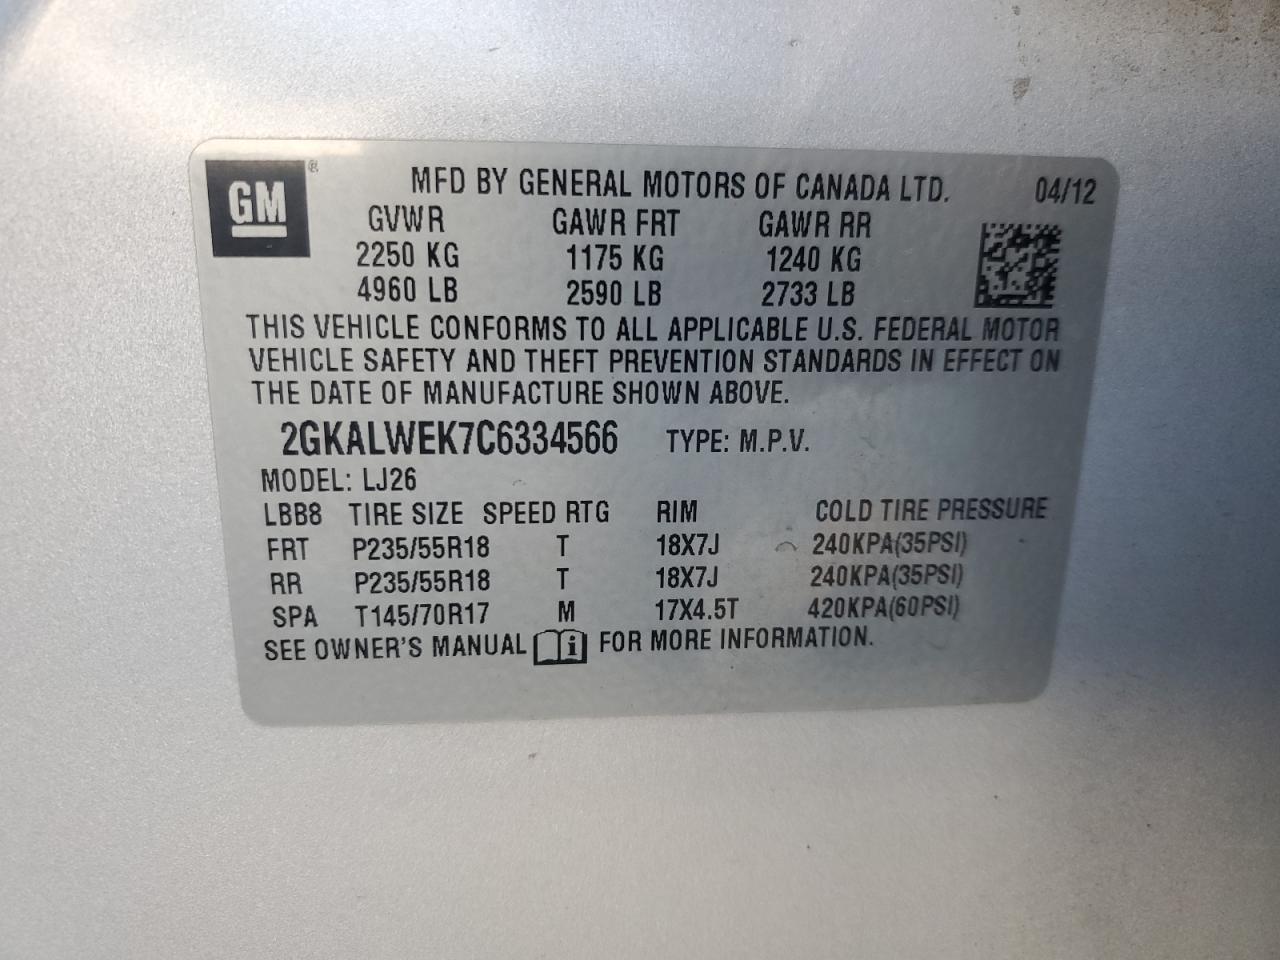 GM ® MFD BY GENERAL MOTORS OF CANADA LTD. 04/12
GVWR GAWR FRT GAWR RR
2250 KG 1175 KG 1240 KG
4960 LB 2590 LB 2733 LB
THIS VEHICLE CONFORMS TO ALL APPLICABLE U.S. FEDERAL MOTOR
VEHICLE SAFETY AND THEFT PREVENTION STANDARDS IN EFFECT ON
THE DATE OF MANUFACTURE SHOWN ABOVE.
2GKALWEK7C6334566 TYPE: M.P.V.
MODEL: LJ26
LBB8 TIRE SIZE SPEED RTG RIM COLD TIRE PRESSURE
FRT P235/55R18 T 18X7J 240KPA(35PSI)
RR P235/55R18 T 18X7J 240KPA(35PSI)
SPA T145/70R17 M 17X4.5T 420KPA(60PSI)
SEE OWNER'S MANUAL i FOR MORE INFORMATION.